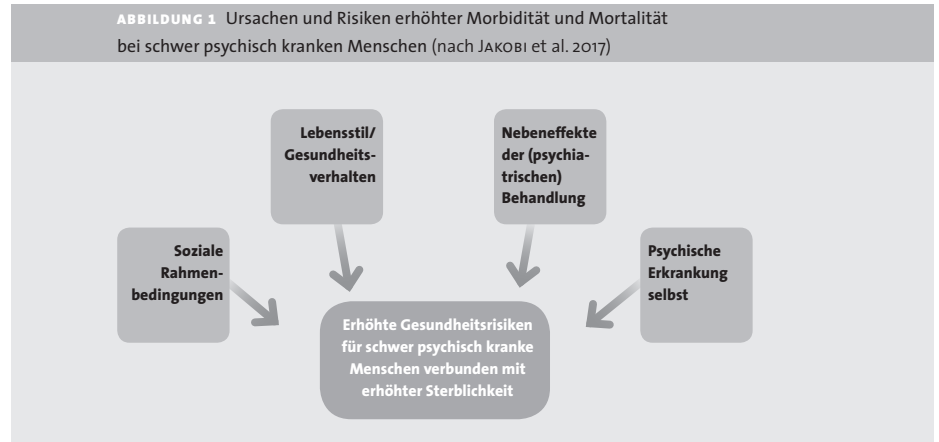 ABBILDUNG 1 Ursachen und Risiken erhöhter Morbidität und Mortalität
bei schwer psychisch kranken Menschen (nach JAKOBI et al. 2017)
Lebensstil/
Gesundheits-
verhalten
Nebeneffekte
der (psychia-
trischen)
Behandlung
Soziale
Rahmen-
bedingungen
Psychische
Erkrankung
selbst
Erhöhte Gesundheitsrisiken
für schwer psychisch kranke
Menschen verbunden mit
erhöhter Sterblichkeit